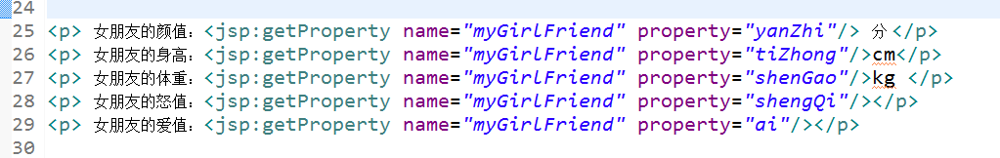 24
25 <p> 女朋友的颜值：<jsp:getProperty name="myGirlFriend" property="yanZhi"/> 分</p>
26 <p> 女朋友的身高：<jsp:getProperty name="myGirlFriend" property="tiZhong"/>cm</p>
27 <p> 女朋友的体重：<jsp:getProperty name="myGirlFriend" property="shenGao"/>kg </p>
28 <p> 女朋友的怒值：<jsp:getProperty name="myGirlFriend" property="shengQi"/></p>
29 <p> 女朋友的爱值：<jsp:getProperty name="myGirlFriend" property="ai"/></p>
30